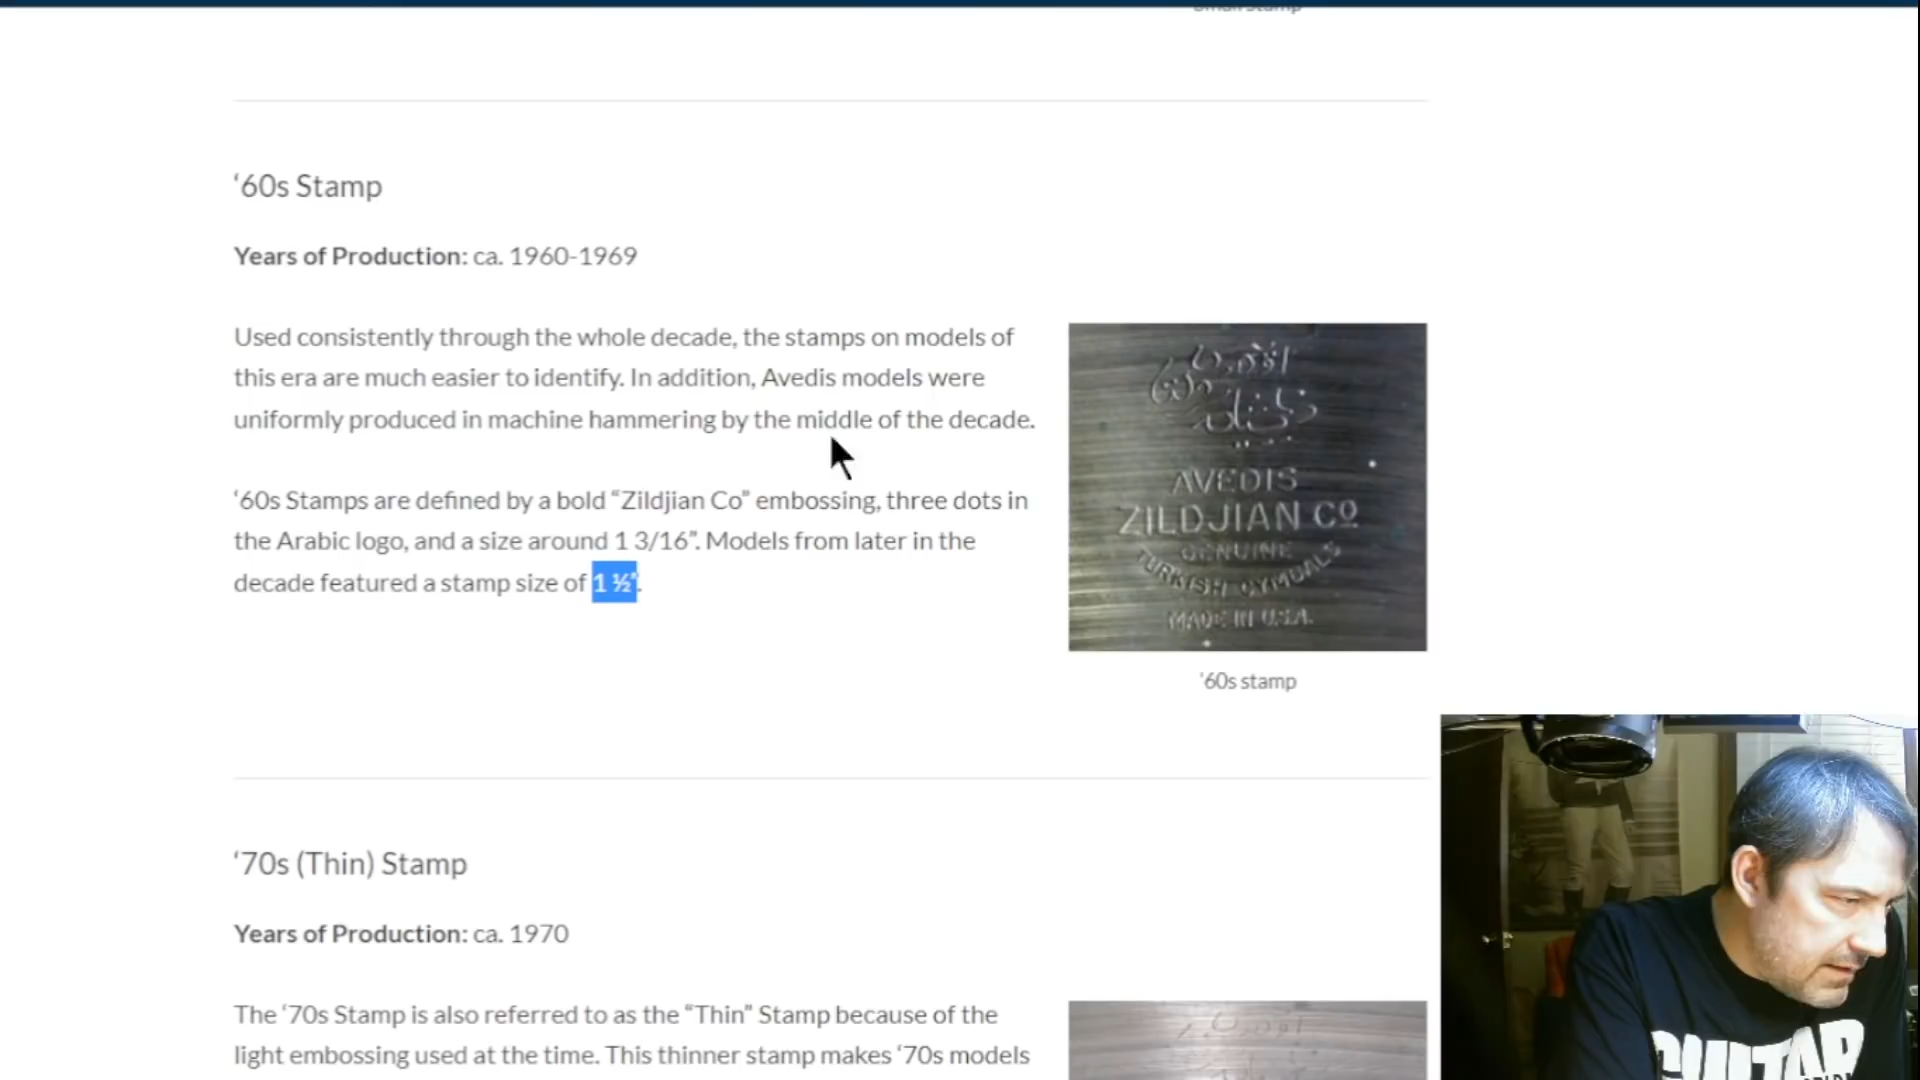 ‘60s Stamp
Years of Production: ca. 1960-1969
Used consistently through the whole decade, the stamps on models of
this era are much easier to identify. In addition, Avedis models were
uniformly produced in machine hammering by the middle of the decade.
‘60s Stamps are defined by a bold “Zildjian Co” embossing, three dots in
the Arabic logo, and a size around 1 3/16”. Models from later in the
decade featured a stamp size of 1 ½”.
AVEDIS
ZILDJIAN CO
GENUINE
TURKISH CYMBALS
MADE IN U.S.A.
‘60s stamp
‘70s (Thin) Stamp
Years of Production: ca. 1970
The ‘70s Stamp is also referred to as the “Thin” Stamp because of the
light embossing used at the time. This thinner stamp makes ‘70s models
GUITAR